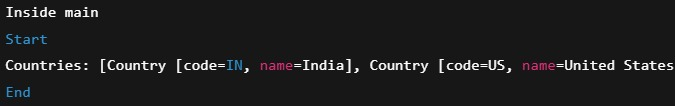 Inside main
Start
Countries: [Country [code=IN, name=India], Country [code=US, name=United States
End